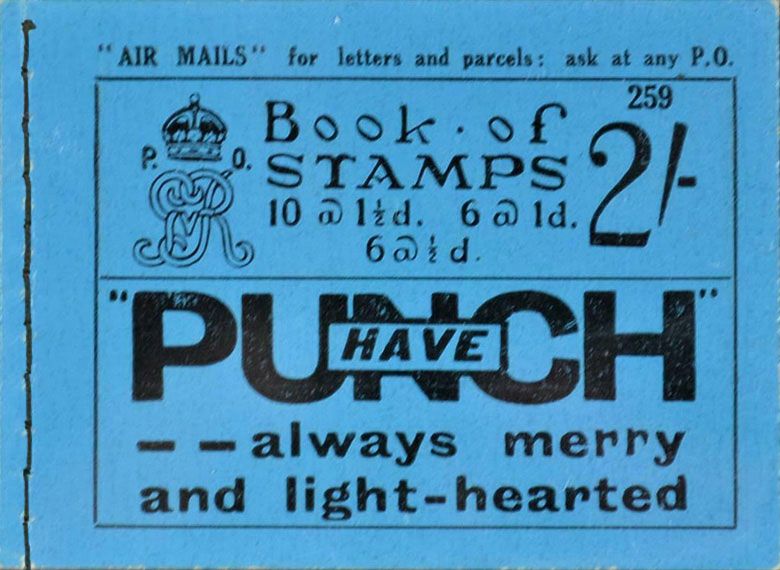 "AIR MAILS" for letters and parcels: ask at any P.O.
259
Book · of
STAMPS
2/-
P. O.
GRV
10 @ 1½d. 6 @ 1d.
6 @ ½d.
"PUNCH"
HAVE
— — always merry
and light-hearted